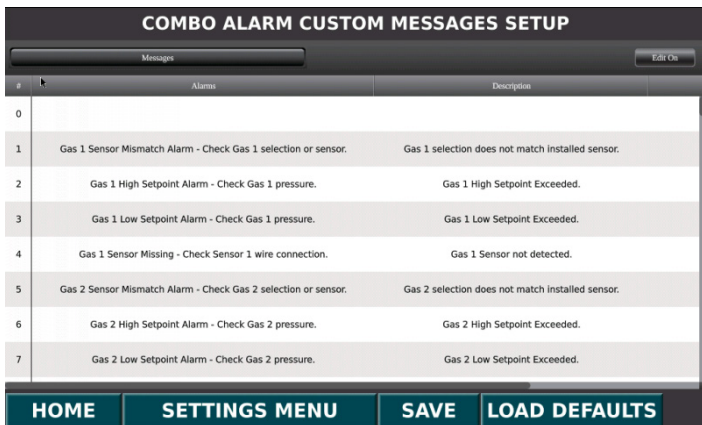 COMBO ALARM CUSTOM MESSAGES SETUP
Messages Edit On
# Alarms Description
0
1 Gas 1 Sensor Mismatch Alarm - Check Gas 1 selection or sensor. Gas 1 selection does not match installed sensor.
2 Gas 1 High Setpoint Alarm - Check Gas 1 pressure. Gas 1 High Setpoint Exceeded.
3 Gas 1 Low Setpoint Alarm - Check Gas 1 pressure. Gas 1 Low Setpoint Exceeded.
4 Gas 1 Sensor Missing - Check Sensor 1 wire connection. Gas 1 Sensor not detected.
5 Gas 2 Sensor Mismatch Alarm - Check Gas 2 selection or sensor. Gas 2 selection does not match installed sensor.
6 Gas 2 High Setpoint Alarm - Check Gas 2 pressure. Gas 2 High Setpoint Exceeded.
7 Gas 2 Low Setpoint Alarm - Check Gas 2 pressure. Gas 2 Low Setpoint Exceeded.
HOME SETTINGS MENU SAVE LOAD DEFAULTS